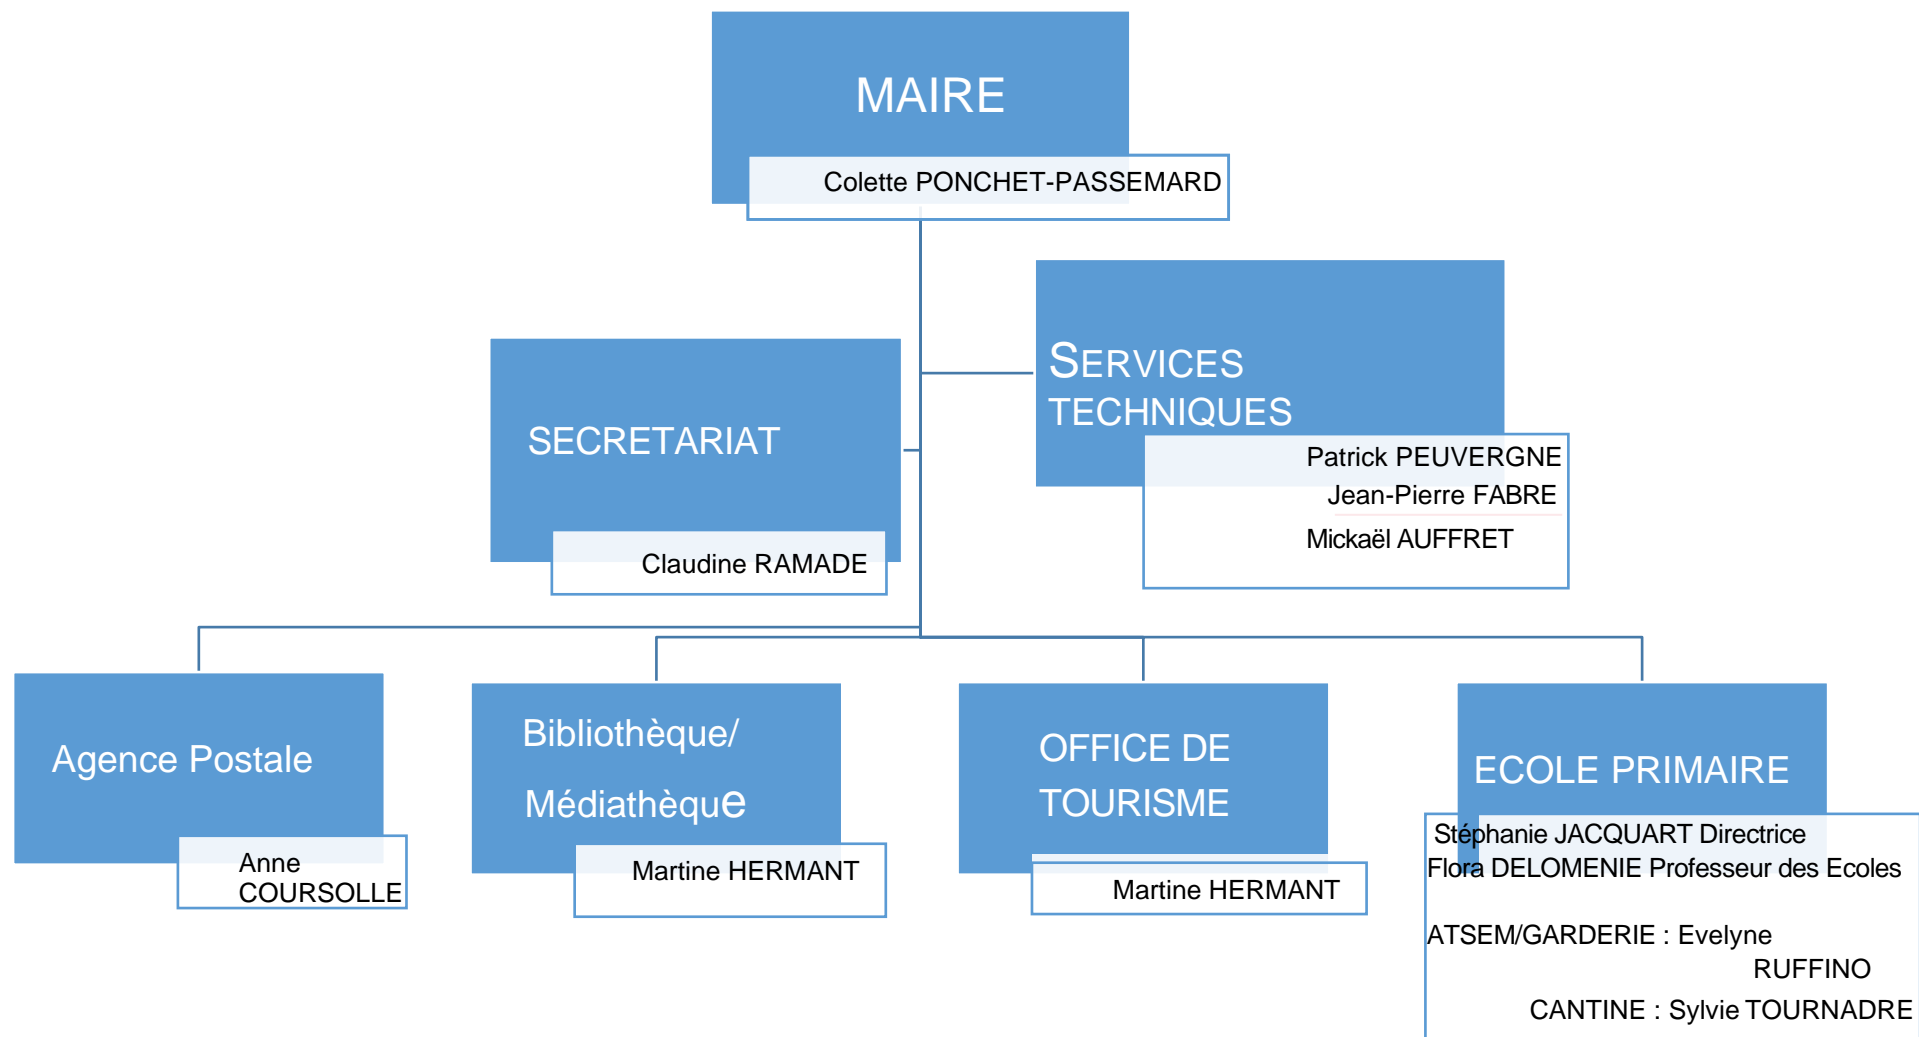 MAIRE
Colette PONCHET-PASSEMARD
SERVICES
TECHNIQUES
Patrick PEUVERGNE
Jean-Pierre FABRE
Mickaël AUFFRET
SECRETARIAT
Claudine RAMADE
Agence Postale
Anne
COURSOLLE
Bibliothèque/
Médiathèque
Martine HERMANT
OFFICE DE
TOURISME
Martine HERMANT
ECOLE PRIMAIRE
Stéphanie JACQUART Directrice
Flora DELOMENIE Professeur des Ecoles
ATSEM/GARDERIE : Evelyne
RUFFINO
CANTINE : Sylvie TOURNADRE